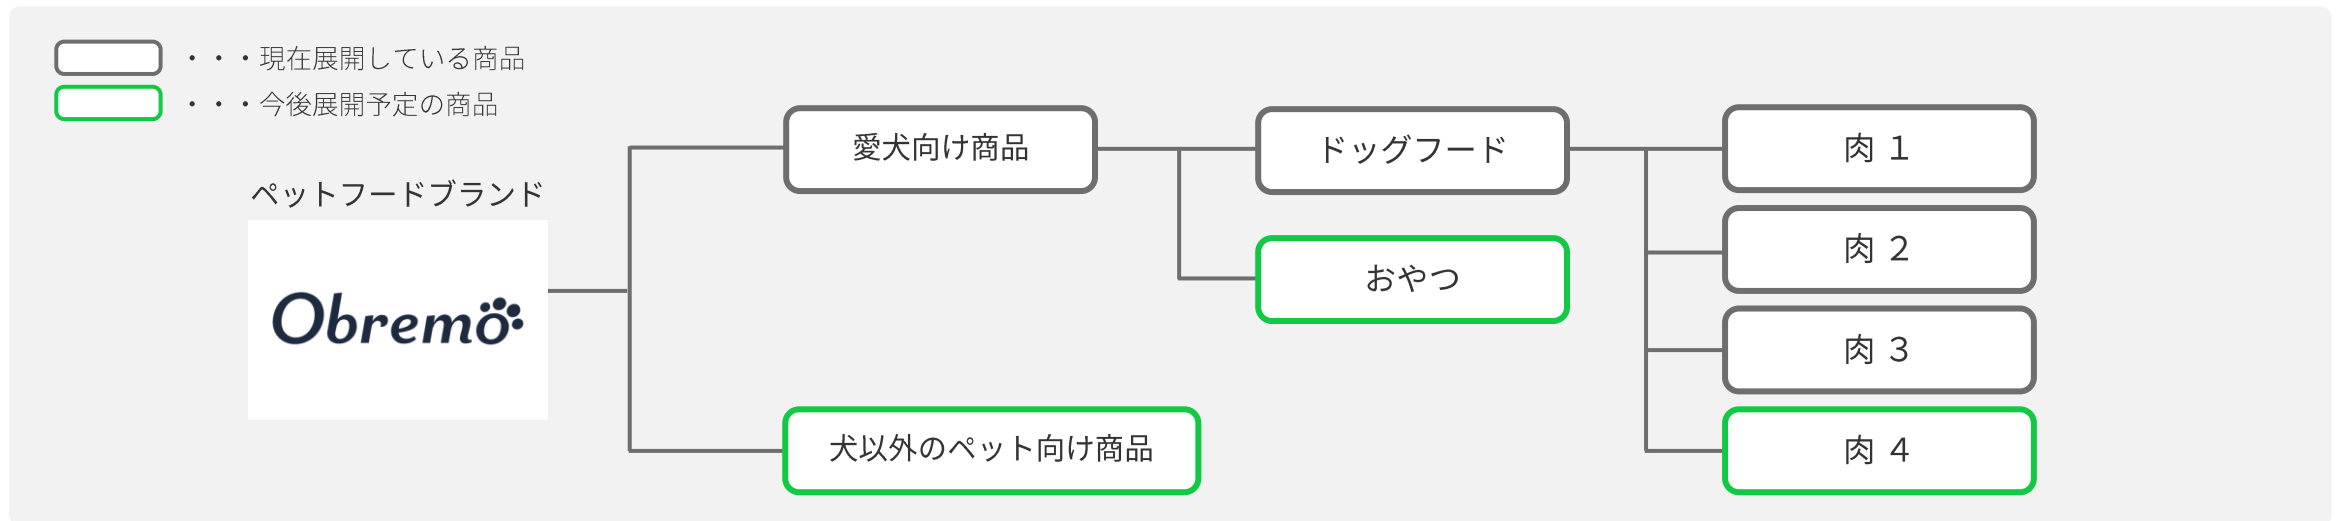 ・・・現在展開している商品
・・・今後展開予定の商品
ペットフードブランド
Obremo
愛犬向け商品
犬以外のペット向け商品
ドッグフード
おやつ
肉 1
肉 2
肉 3
肉 4